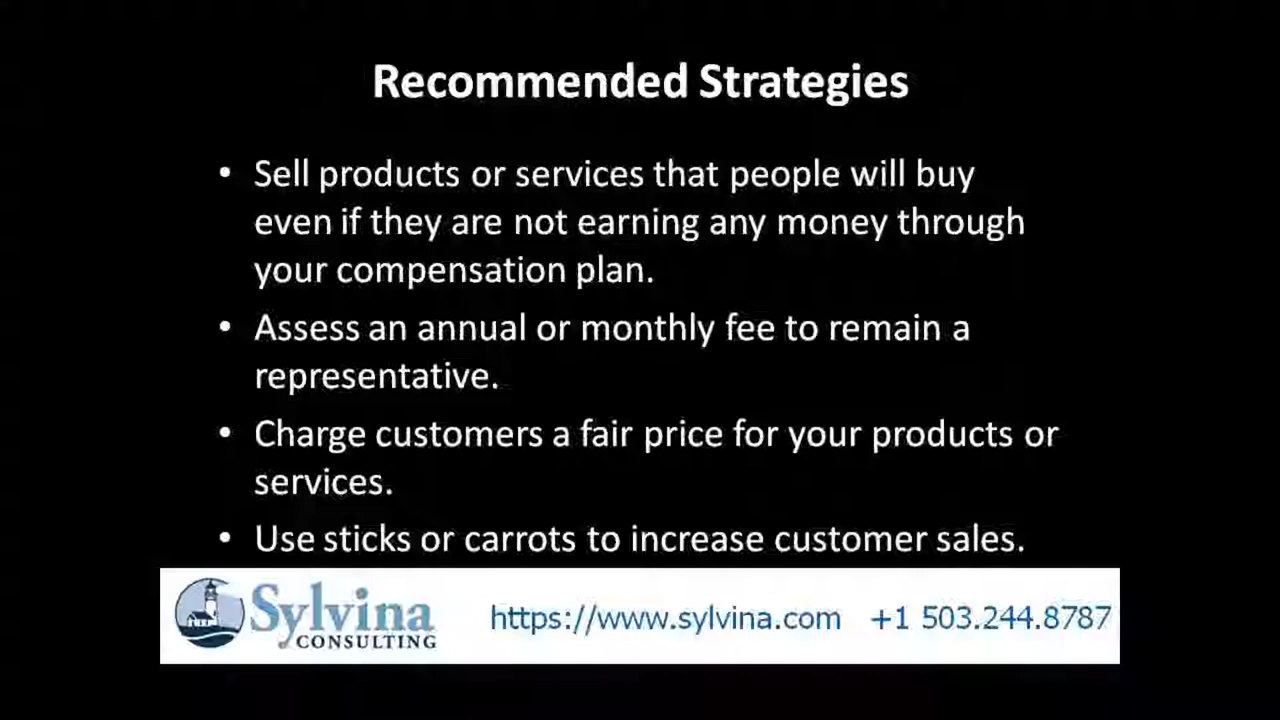 Recommended Strategies
• Sell products or services that people will buy
even if they are not earning any money through
your compensation plan.
• Assess an annual or monthly fee to remain a
representative.
• Charge customers a fair price for your products or
services.
• Use sticks or carrots to increase customer sales.
Sylvina
CONSULTING
https://www.sylvina.com +1 503.244.8787